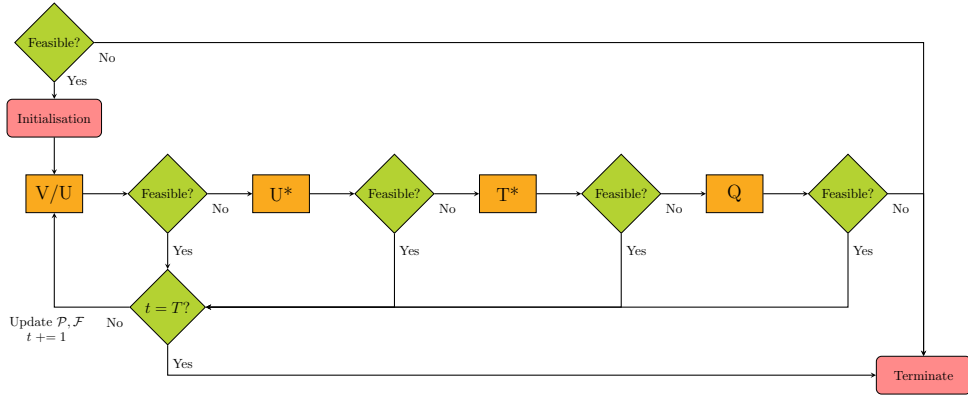 Feasible?
No
Yes
Initialisation
V/U
Feasible?
No
U*
Feasible?
No
T*
Feasible?
No
Q
Feasible?
No
Yes
Yes
Yes
Yes
t = T?
No
Update 𝒫, ℱ
t += 1
Yes
Terminate